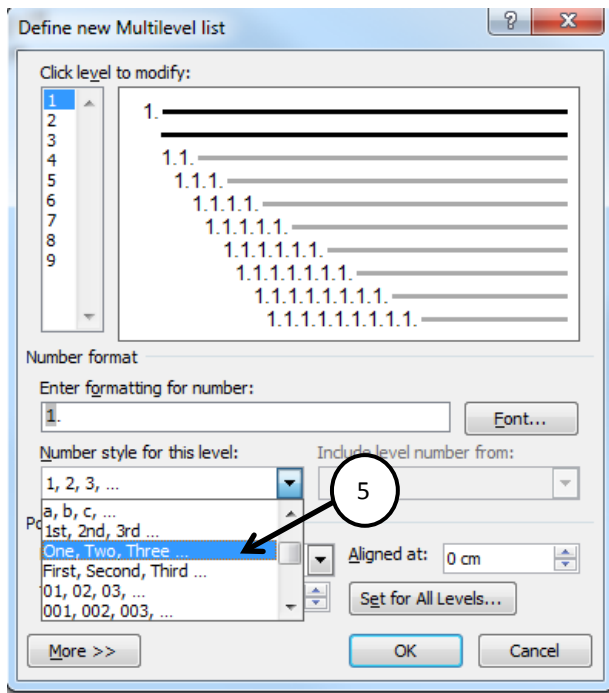 Define new Multilevel list
?
X
Click level to modify:
1
2
3
4
5
6
7
8
9
1.
1.1.
1.1.1.
1.1.1.1.
1.1.1.1.1.
1.1.1.1.1.1.
1.1.1.1.1.1.1.
1.1.1.1.1.1.1.1.
1.1.1.1.1.1.1.1.1.
Number format
Enter formatting for number:
1.
Font...
Number style for this level:
Include level number from:
1, 2, 3, ...
5
a, b, c, ...
Po
1st, 2nd, 3rd ...
One, Two, Three ...
First, Second, Third ...
01, 02, 03, ...
001, 002, 003, ...
Aligned at:
0 cm
Set for All Levels...
More >>
OK
Cancel